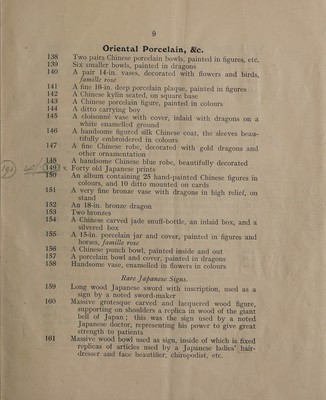 9
Oriental Porcelain, &c.
138 Two pairs Chinese porcelain bowls, painted in figures, etc.
139 Six smaller bowls, painted in dragons
140 A pair 14-in. vases, decorated with flowers and birds,
famille rose
141 A fine 18-in. deep porcelain plaque, painted in figures
142 A Chinese kylin seated, on square base
143 A Chinese porcelain figure, painted in colours
144 A ditto carrying boy
145 A cloisonné vase with cover, inlaid with dragons on a
white enamelled ground
146 A handsome figured silk Chinese coat, the sleeves beau-
tifully embroidered in colours
147 A fine Chinese robe, decorated with gold dragons and
other ornamentation
148 A handsome Chinese blue robe, beautifully decorated
149 x Forty old Japanese prints
150 An album containing 25 hand-painted Chinese figures in
colours, and 10 ditto mounted on cards
151 A very fine bronze vase with dragons in high relief, on
stand
152 An 18-in. bronze dragon
153 Two bronzes
154 A Chinese carved jade snuff-bottle, an inlaid box, and a
silvered box
155 A 15-in. porcelain jar and cover, painted in figures and
horses, famille rose
156 A Chinese punch bowl, painted inside and out
157 A porcelain bowl and cover, painted in dragons
158 Handsome vase, enamelled in flowers in colours
Rare Japanese Signs.
159 Long wood Japanese sword with inscription, used as a
sign by a noted sword-maker
160 Massive grotesque carved and lacquered wood figure,
supporting on shoulders a replica in wood of the giant
bell of Japan; this was the sign used by a noted
Japanese doctor, representing his power to give great
strength to patients
161 Massive wood bowl used as sign, inside of which is fixed
replicas of articles used by a Japanese ladies' hair-
dresser and face beautifier, chiropodist, etc.